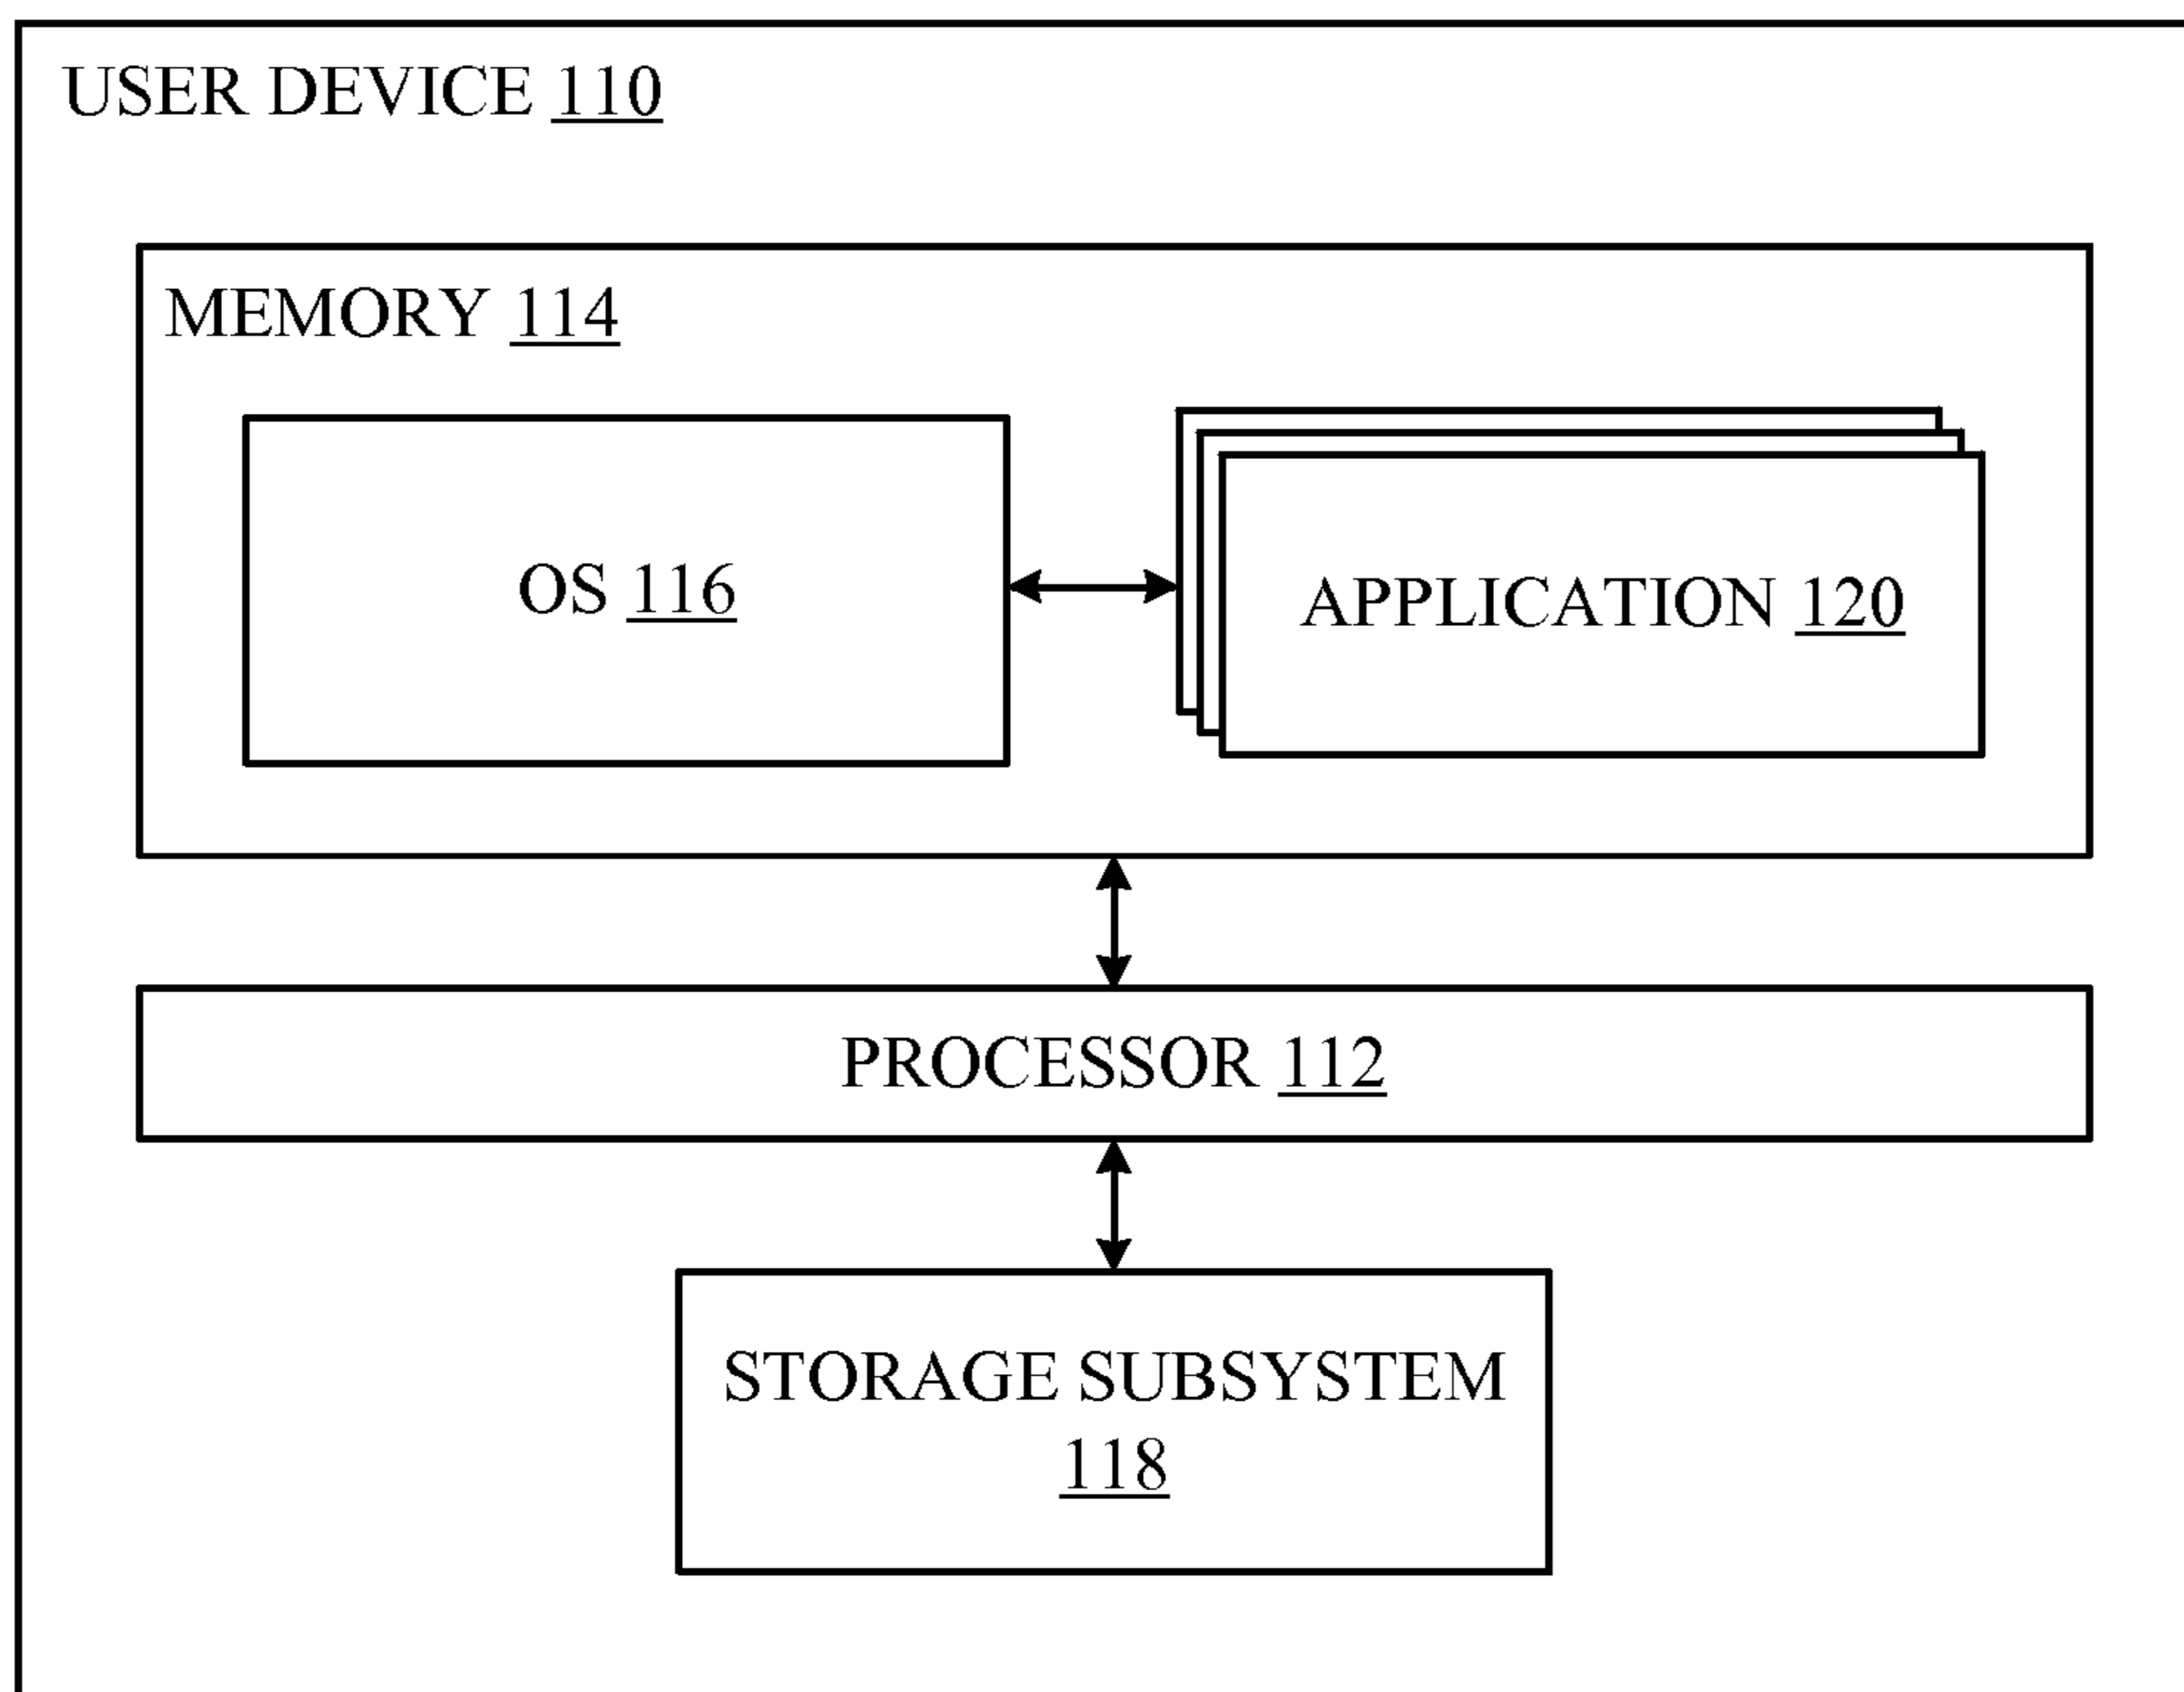 USER DEVICE 110
MEMORY 114
OS 116
APPLICATION 120
PROCESSOR 112
STORAGE SUBSYSTEM
118